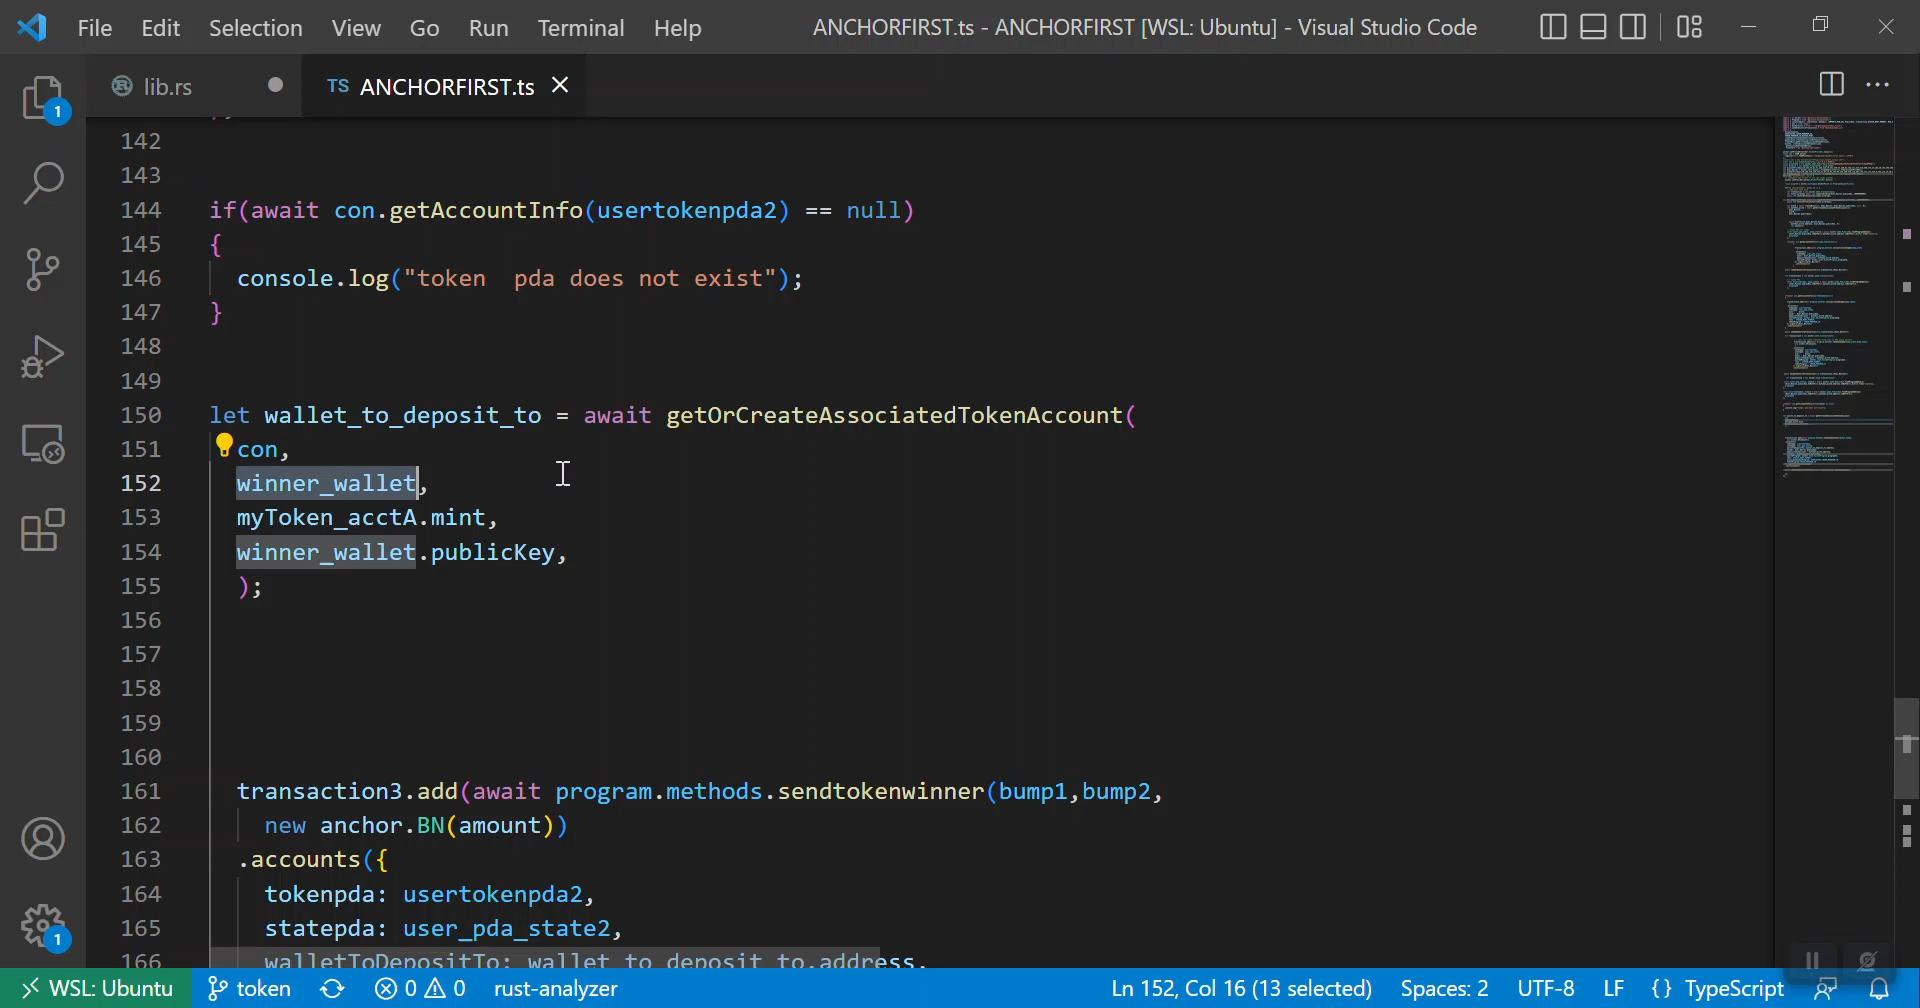 File Edit Selection View Go Run Terminal Help ANCHORFIRST.ts - ANCHORFIRST [WSL: Ubuntu] - Visual Studio Code
lib.rs TS ANCHORFIRST.ts
142
143
144 if(await con.getAccountInfo(usertokenpda2) == null)
145 {
146 console.log("token  pda does not exist");
147 }
148
149
150 let wallet_to_deposit_to = await getOrCreateAssociatedTokenAccount(
151 con,
152 winner_wallet,
153 myToken_acctA.mint,
154 winner_wallet.publicKey,
155 );
156
157
158
159
160
161 transaction3.add(await program.methods.sendtokenwinner(bump1,bump2,
162 new anchor.BN(amount))
163 .accounts({
164 tokenpda: usertokenpda2,
165 statepda: user_pda_state2,
166 walletToDepositTo: wallet_to_deposit_to.address,
1
1
WSL: Ubuntu token 0 0 rust-analyzer Ln 152, Col 16 (13 selected) Spaces: 2 UTF-8 LF {} TypeScript